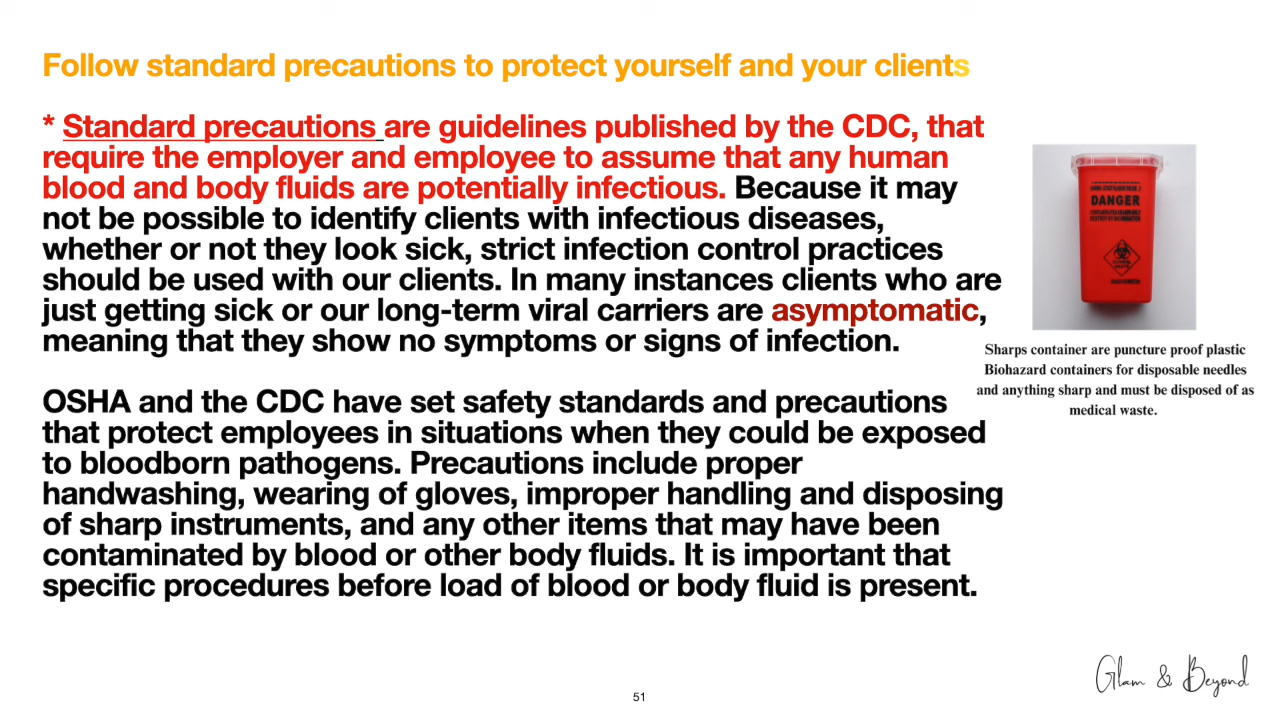 Follow standard precautions to protect yourself and your clients
* Standard precautions are guidelines published by the CDC, that
require the employer and employee to assume that any human
blood and body fluids are potentially infectious. Because it may
not be possible to identify clients with infectious diseases,
whether or not they look sick, strict infection control practices
should be used with our clients. In many instances clients who are
just getting sick or our long-term viral carriers are asymptomatic,
meaning that they show no symptoms or signs of infection.
OSHA and the CDC have set safety standards and precautions
that protect employees in situations when they could be exposed
to bloodborn pathogens. Precautions include proper
handwashing, wearing of gloves, improper handling and disposing
of sharp instruments, and any other items that may have been
contaminated by blood or other body fluids. It is important that
specific procedures before load of blood or body fluid is present.
DANGER
Sharps container are puncture proof plastic
Biohazard containers for disposable needles
and anything sharp and must be disposed of as
medical waste.
Glam & Beyond
51